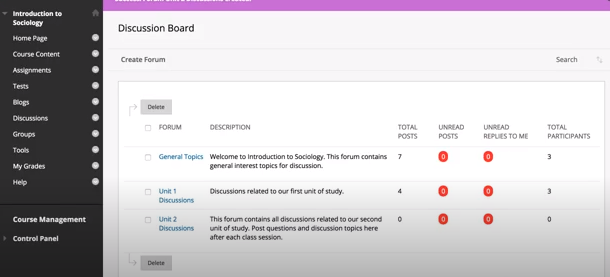 Introduction to
Sociology
Home Page
Course Content
Assignments
Tests
Blogs
Discussions
Groups
Tools
My Grades
Help
Course Management
Control Panel
Discussion Board
Create Forum
Search
Delete
FORUM DESCRIPTION TOTAL POSTS UNREAD POSTS UNREAD REPLIES TO ME TOTAL PARTICIPANTS
General Topics Welcome to Introduction to Sociology. This forum contains 7 0 0 3
general interest topics for discussion.
Unit 1 Discussions related to our first unit of study. 4 0 0 3
Discussions
Unit 2 This forum contains all discussions related to our second 0 0 0 0
Discussions unit of study. Post questions and discussion topics here
after each class session.
Delete